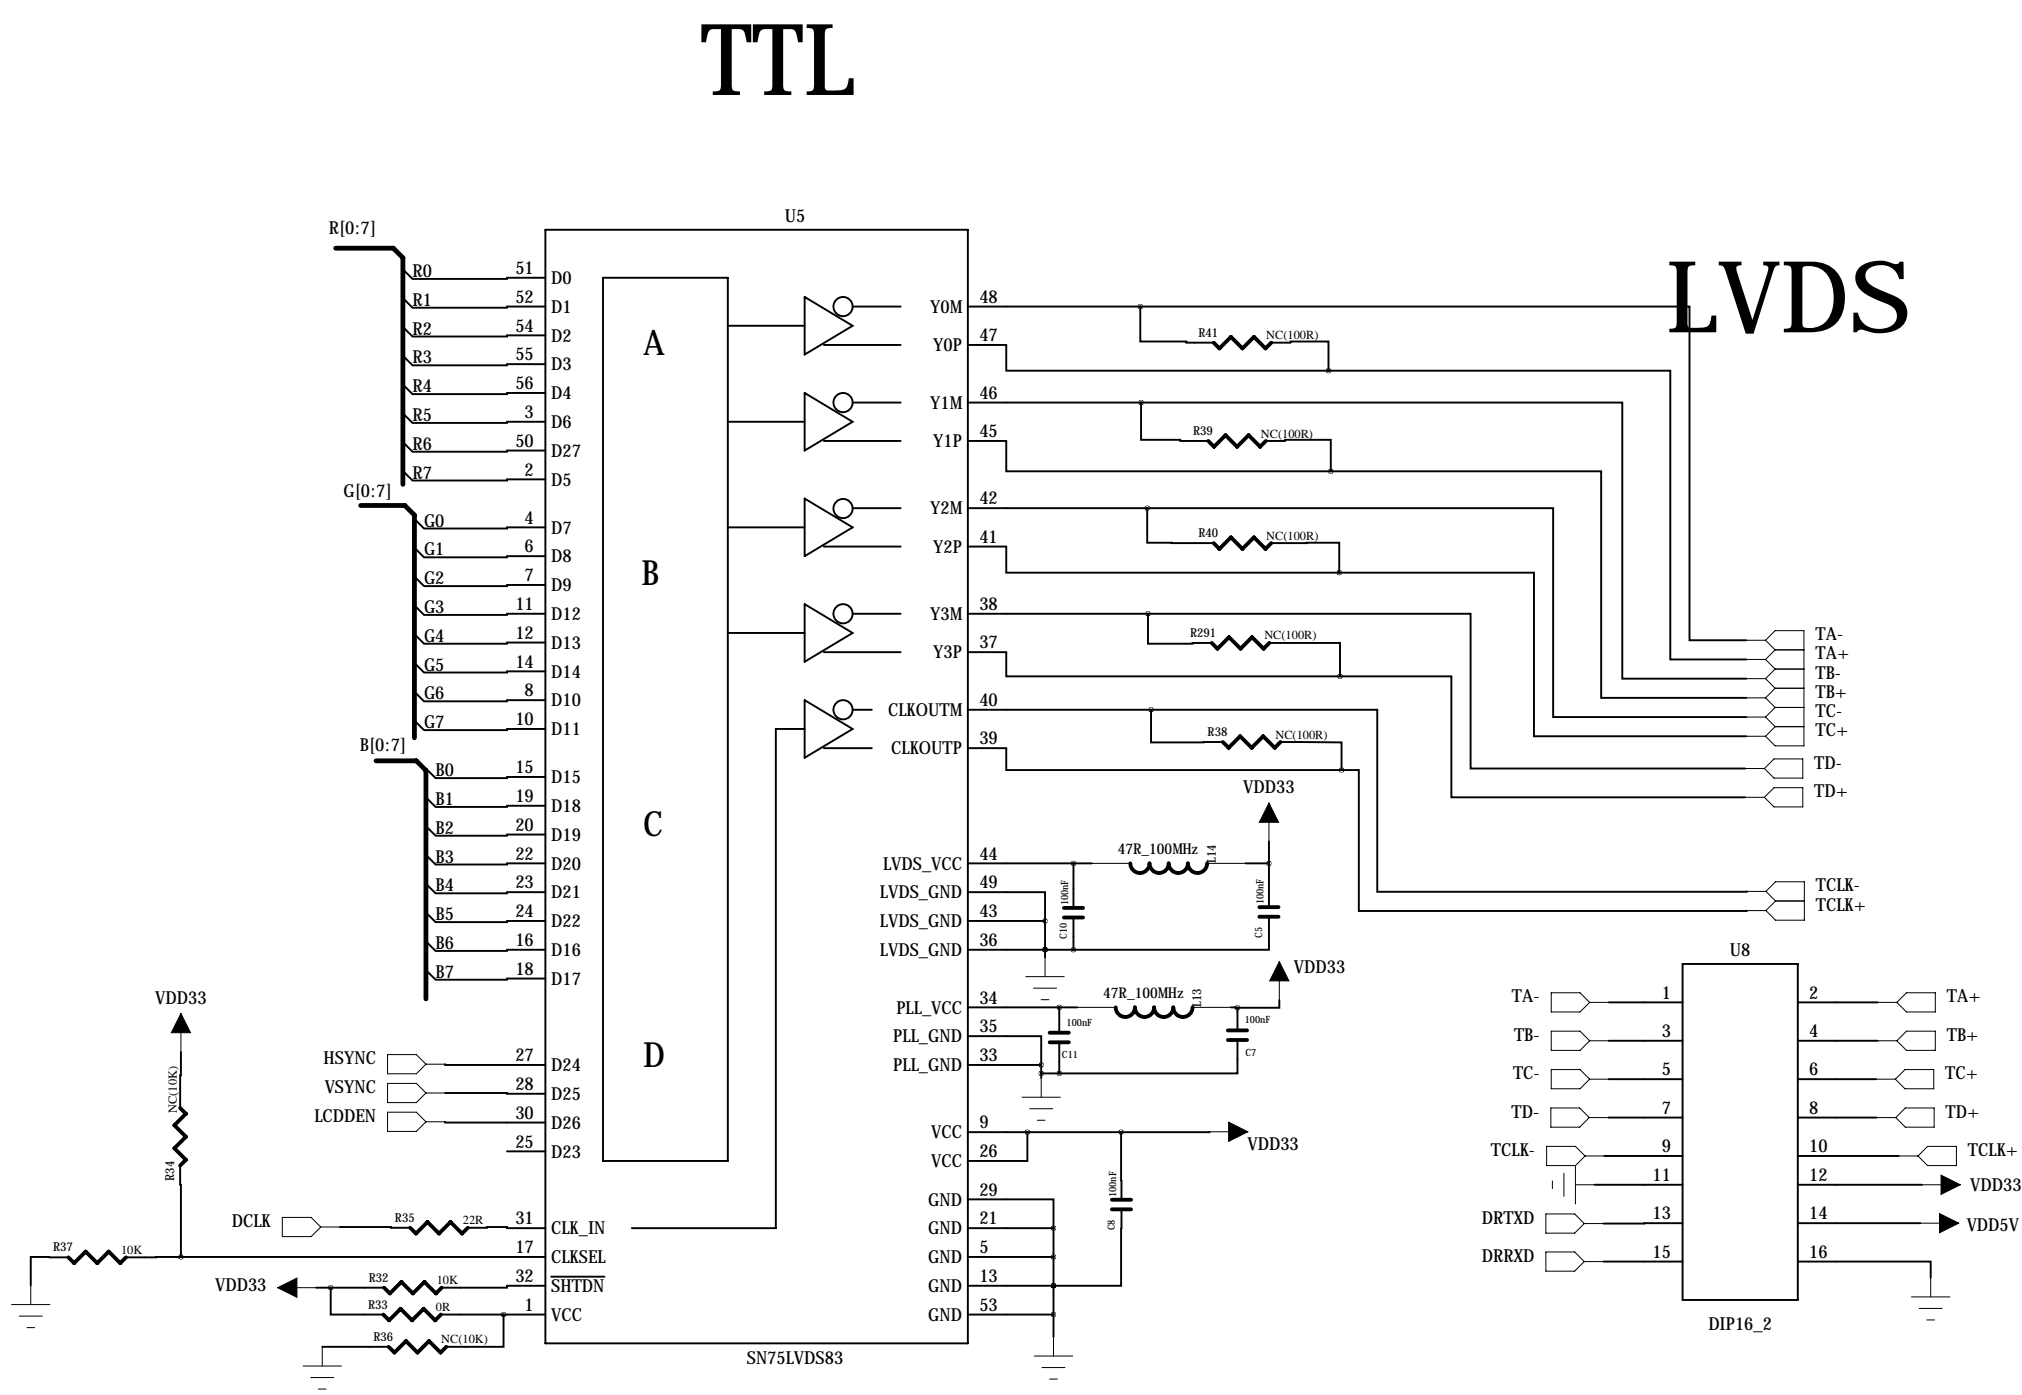 TTL
LVDS
U5
R[0:7]
R0 51 D0
R1 52 D1
R2 54 D2
R3 55 D3
R4 56 D4
R5 3 D6
R6 50 D27
R7 2 D5
G[0:7]
G0 4 D7
G1 6 D8
G2 7 D9
G3 11 D12
G4 12 D13
G5 14 D14
G6 8 D10
G7 10 D11
B[0:7]
B0 15 D15
B1 19 D18
B2 20 D19
B3 22 D20
B4 23 D21
B5 24 D22
B6 16 D16
B7 18 D17
HSYNC 27 D24
VSYNC 28 D25
LCDDEN 30 D26
25 D23
VDD33
NC(10K)
R34
DCLK R35 22R 31 CLK_IN
R37 10K 17 CLKSEL
VDD33 R32 10K 32 SHTDN
R33 0R 1 VCC
R36 NC(10K)
A
B
C
D
Y0M 48
R41 NC(100R)
Y0P 47
Y1M 46
R39 NC(100R)
Y1P 45
Y2M 42
R40 NC(100R)
Y2P 41
Y3M 38
R291 NC(100R)
Y3P 37
CLKOUTM 40
R38 NC(100R)
CLKOUTP 39
TA-
TA+
TB-
TB+
TC-
TC+
TD-
TD+
TCLK-
TCLK+
VDD33
LVDS_VCC 44
47R_100MHz L14
LVDS_GND 49
100nF C10
100nF C5
LVDS_GND 43
LVDS_GND 36
VDD33
PLL_VCC 34
47R_100MHz L13
PLL_GND 35
100nF C11
100nF C7
PLL_GND 33
VCC 9
VDD33
VCC 26
100nF C8
GND 29
GND 21
GND 5
GND 13
GND 53
SN75LVDS83
U8
TA- 1 2 TA+
TB- 3 4 TB+
TC- 5 6 TC+
TD- 7 8 TD+
TCLK- 9 10 TCLK+
11 12 VDD33
DRTXD 13 14 VDD5V
DRRXD 15 16
DIP16_2